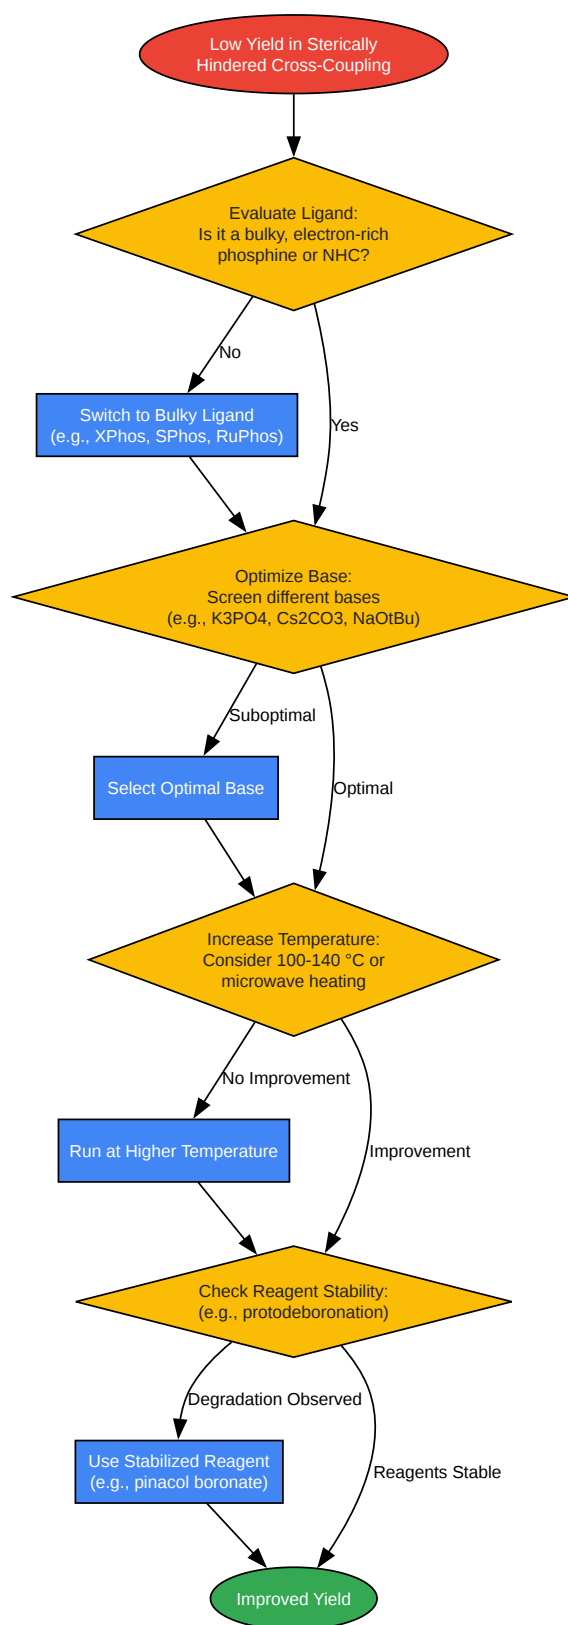 Low Yield in Sterically
Hindered Cross-Coupling
Evaluate Ligand:
Is it a bulky, electron-rich
phosphine or NHC?
No
Yes
Switch to Bulky Ligand
(e.g., XPhos, SPhos, RuPhos)
Optimize Base:
Screen different bases
(e.g., K3PO4, Cs2CO3, NaOtBu)
Suboptimal
Optimal
Select Optimal Base
Increase Temperature:
Consider 100-140 °C or
microwave heating
No Improvement
Improvement
Run at Higher Temperature
Check Reagent Stability:
(e.g., protodeboronation)
Degradation Observed
Reagents Stable
Use Stabilized Reagent
(e.g., pinacol boronate)
Improved Yield